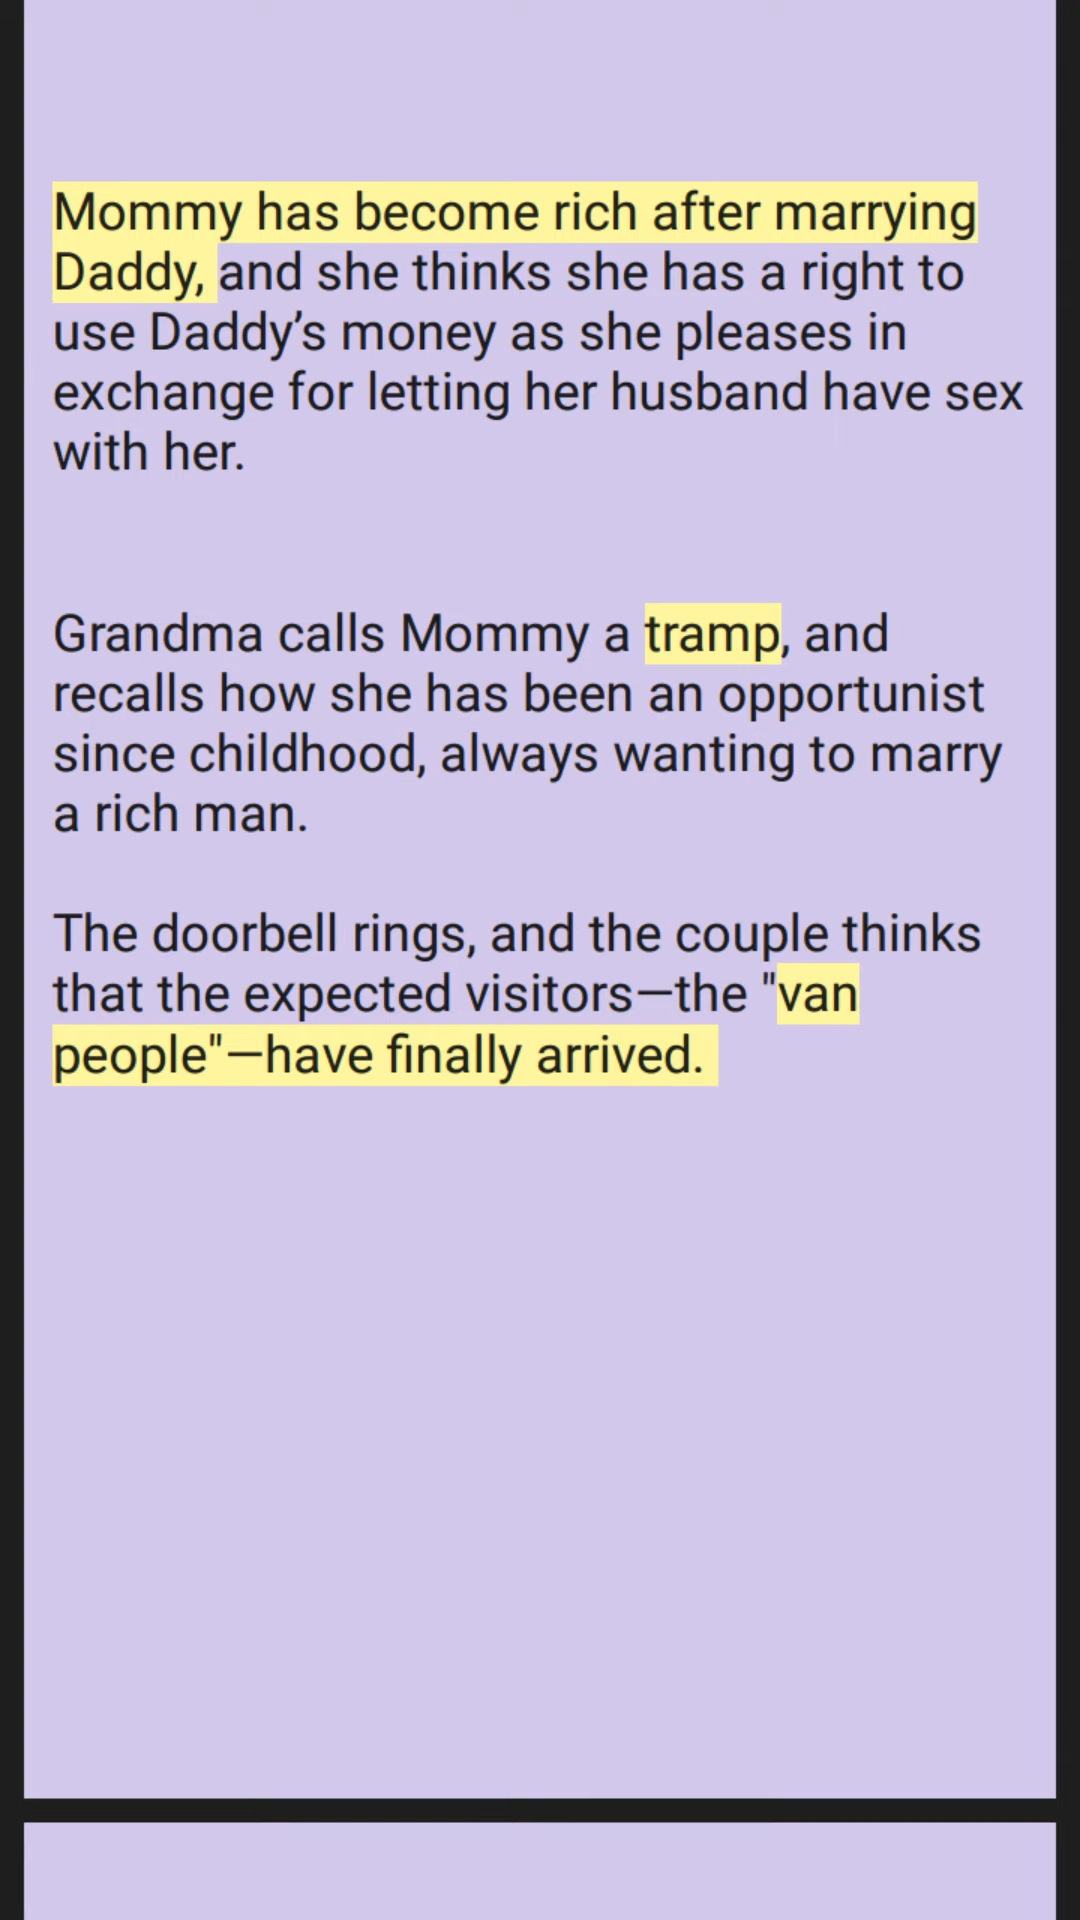 Mommy has become rich after marrying
Daddy, and she thinks she has a right to
use Daddy’s money as she pleases in
exchange for letting her husband have sex
with her.
Grandma calls Mommy a tramp, and
recalls how she has been an opportunist
since childhood, always wanting to marry
a rich man.
The doorbell rings, and the couple thinks
that the expected visitors—the "van
people"—have finally arrived.